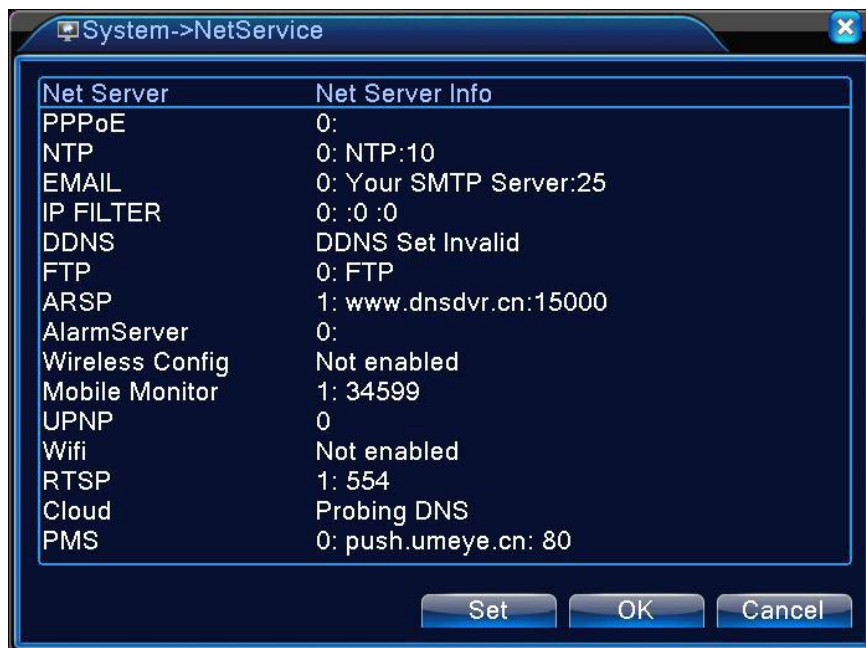 System->NetService
Net Server Net Server Info
PPPoE 0:
NTP 0: NTP:10
EMAIL 0: Your SMTP Server:25
IP FILTER 0: :0 :0
DDNS DDNS Set Invalid
FTP 0: FTP
ARSP 1: www.dnsdvr.cn:15000
AlarmServer 0:
Wireless Config Not enabled
Mobile Monitor 1: 34599
UPNP 0
Wifi Not enabled
RTSP 1: 554
Cloud Probing DNS
PMS 0: push.umeye.cn: 80
Set OK Cancel